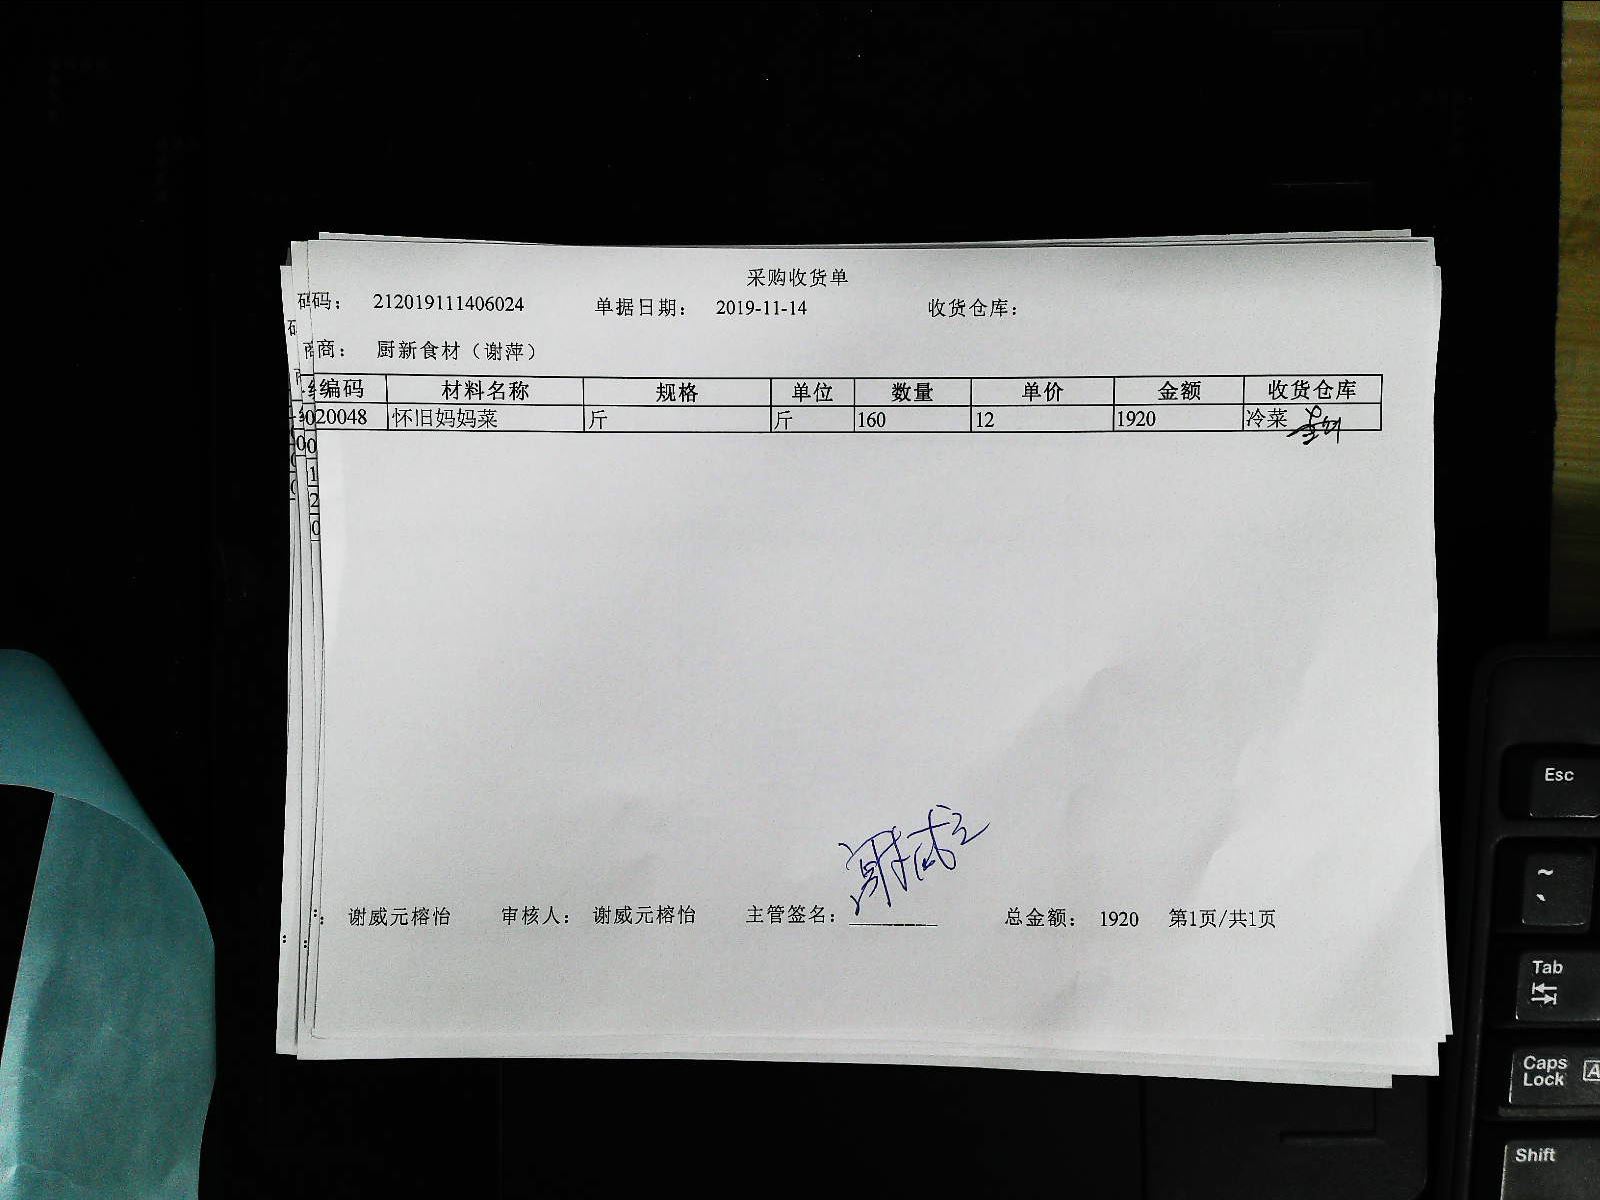 采购收货单
码： 212019111406024 单据日期： 2019-11-14 收货仓库：
商： 厨新食材（谢萍）
编码 材料名称 规格 单位 数量 单价 金额 收货仓库
020048 怀旧妈妈菜 斤 斤 160 12 1920 冷菜
： 谢威元榕怡 审核人： 谢威元榕怡 主管签名： 总金额： 1920 第1页/共1页
Esc
~
`
Tab
Caps
Lock
A
Shift